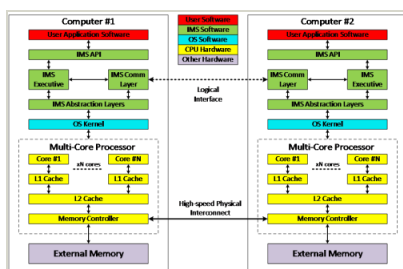 Computer #1
User Application Software
IMS API
IMS
Executive
IMS Comm
Layer
IMS Abstraction Layers
OS Kernel
Multi-Core Processor
Core #1
Core #N
xN cores
L1 Cache
L1 Cache
L2 Cache
Memory Controller
External Memory
User Software
IMS Software
OS Software
CPU Hardware
Other Hardware
Logical
Interface
High-speed Physical
Interconnect
Computer #2
User Application Software
IMS API
IMS Comm
Layer
IMS
Executive
IMS Abstraction Layers
OS Kernel
Multi-Core Processor
Core #1
Core #N
xN cores
L1 Cache
L1 Cache
L2 Cache
Memory Controller
External Memory